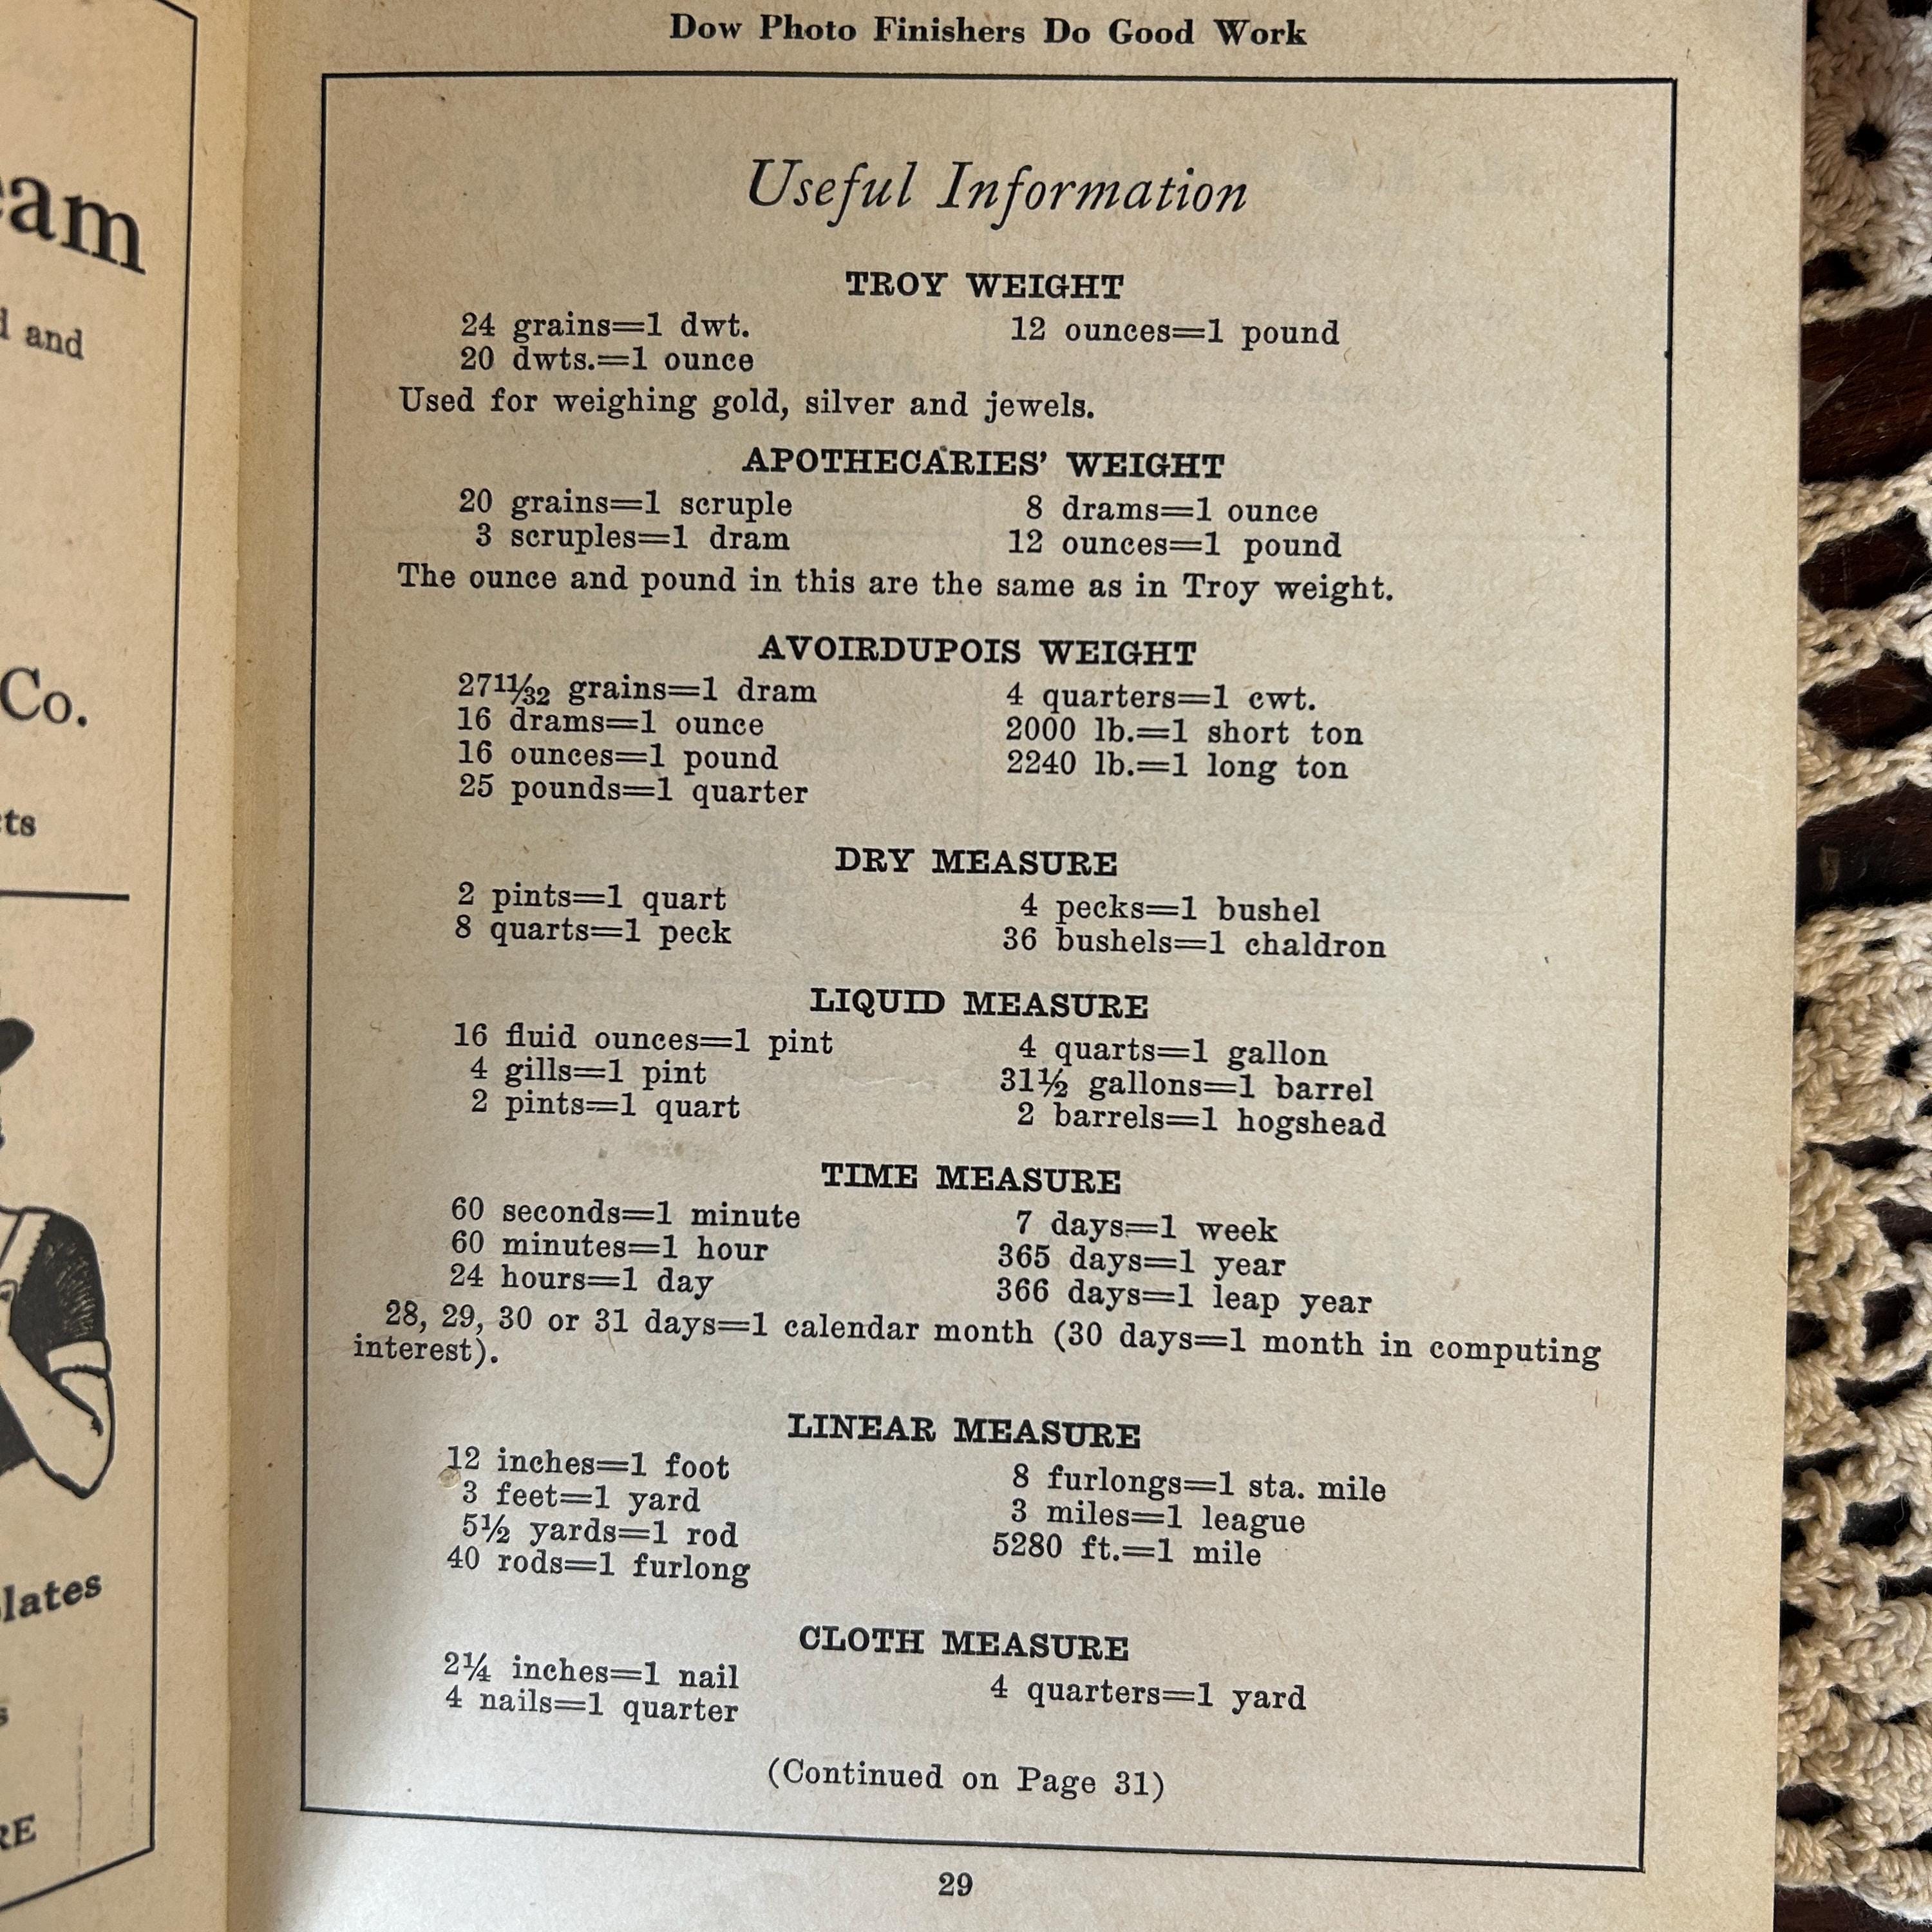 eam
d and
Co.
cts
lates
s
RE
Dow Photo Finishers Do Good Work
Useful Information
TROY WEIGHT
24 grains=1 dwt. 12 ounces=1 pound
20 dwts.=1 ounce
Used for weighing gold, silver and jewels.
APOTHECARIES' WEIGHT
20 grains=1 scruple 8 drams=1 ounce
3 scruples=1 dram 12 ounces=1 pound
The ounce and pound in this are the same as in Troy weight.
AVOIRDUPOIS WEIGHT
27 11/32 grains=1 dram 4 quarters=1 cwt.
16 drams=1 ounce 2000 lb.=1 short ton
16 ounces=1 pound 2240 lb.=1 long ton
25 pounds=1 quarter
DRY MEASURE
2 pints=1 quart 4 pecks=1 bushel
8 quarts=1 peck 36 bushels=1 chaldron
LIQUID MEASURE
16 fluid ounces=1 pint 4 quarts=1 gallon
4 gills=1 pint 31½ gallons=1 barrel
2 pints=1 quart 2 barrels=1 hogshead
TIME MEASURE
60 seconds=1 minute 7 days=1 week
60 minutes=1 hour 365 days=1 year
24 hours=1 day 366 days=1 leap year
28, 29, 30 or 31 days=1 calendar month (30 days=1 month in computing
interest).
LINEAR MEASURE
12 inches=1 foot 8 furlongs=1 sta. mile
3 feet=1 yard 3 miles=1 league
5½ yards=1 rod 5280 ft.=1 mile
40 rods=1 furlong
CLOTH MEASURE
2¼ inches=1 nail 4 quarters=1 yard
4 nails=1 quarter
(Continued on Page 31)
29